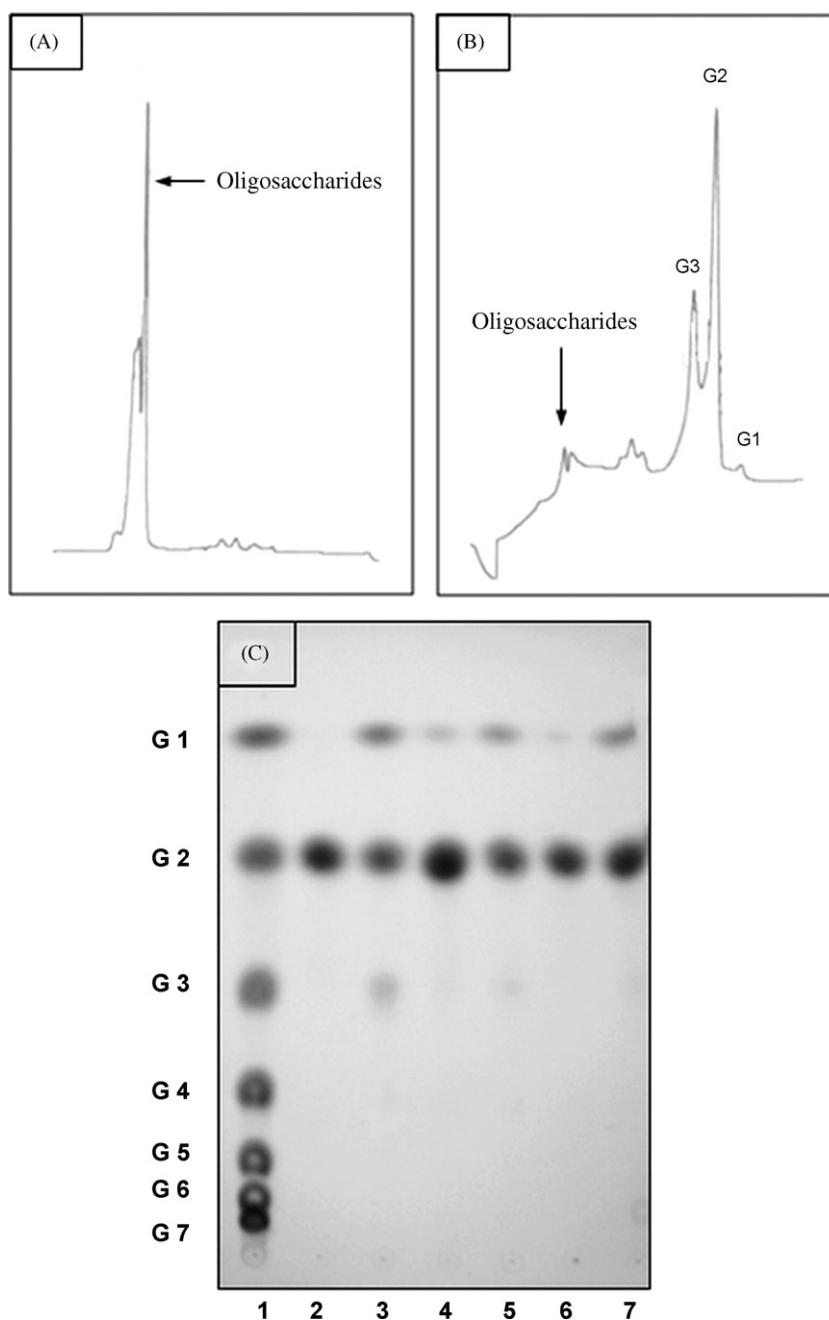 (A)
Oligosaccharides
(B)
G2
G3
Oligosaccharides
G1
(C)
G 1
G 2
G 3
G 4
G 5
G 6
G 7
1 2 3 4 5 6 7